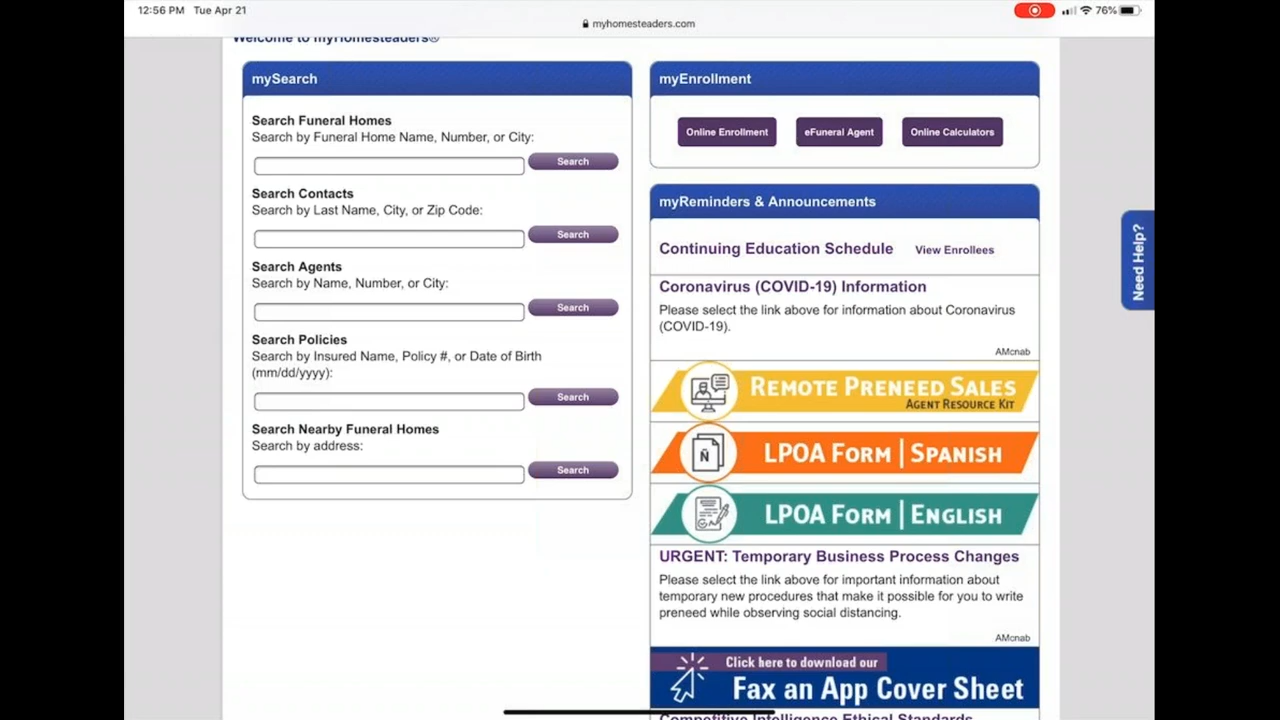 12:56 PM Tue Apr 21
76%
myhomesteaders.com
Welcome to myHomesteaders®
mySearch
Search Funeral Homes
Search by Funeral Home Name, Number, or City:
Search
Search Contacts
Search by Last Name, City, or Zip Code:
Search
Search Agents
Search by Name, Number, or City:
Search
Search Policies
Search by Insured Name, Policy #, or Date of Birth
(mm/dd/yyyy):
Search
Search Nearby Funeral Homes
Search by address:
Search
myEnrollment
Online Enrollment
eFuneral Agent
Online Calculators
myReminders & Announcements
Continuing Education Schedule View Enrollees
Coronavirus (COVID-19) Information
Please select the link above for information about Coronavirus
(COVID-19).
AMcnab
REMOTE PRENEED SALES
AGENT RESOURCE KIT
Ñ
LPOA FORM | SPANISH
LPOA FORM | ENGLISH
URGENT: Temporary Business Process Changes
Please select the link above for important information about
temporary new procedures that make it possible for you to write
preneed while observing social distancing.
AMcnab
Click here to download our
Fax an App Cover Sheet
Competitive Intelligence Ethical Standards
Need Help?